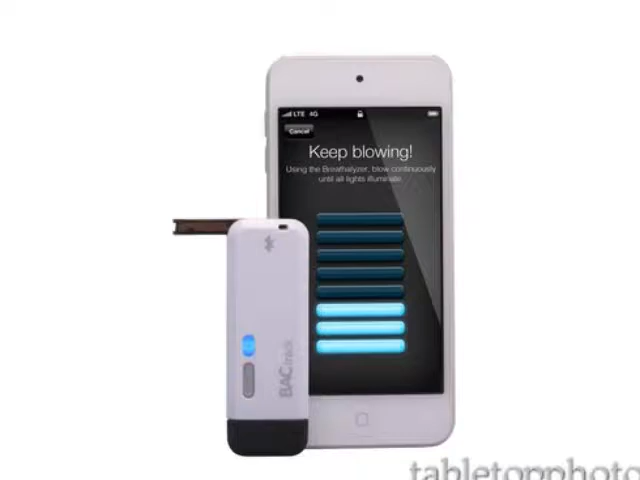 LTE 4G
Cancel
Keep blowing!
Using the Breathalyzer, blow continuously
until all lights illuminate.
BACtrack
tabletopphoto